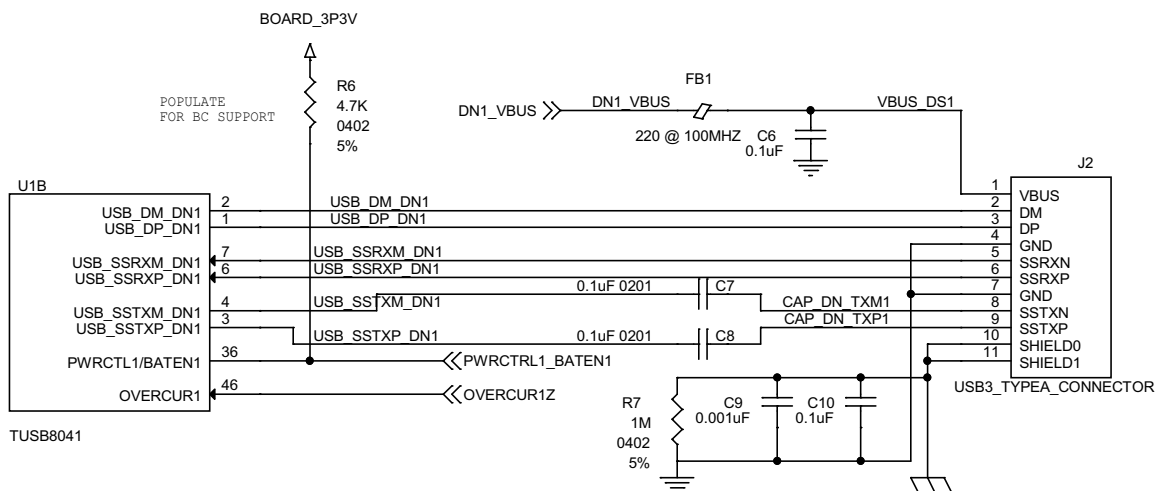 BOARD_3P3V
R6
4.7K
0402
5%
POPULATE
FOR BC SUPPORT
FB1
DN1_VBUS
DN1_VBUS
VBUS_DS1
220 @ 100MHZ
C6
0.1uF
J2
U1B
USB_DM_DN1
2
USB_DM_DN1
USB_DP_DN1
1
USB_DP_DN1
USB_SSRXM_DN1
7
USB_SSRXM_DN1
USB_SSRXP_DN1
6
USB_SSRXP_DN1
USB_SSTXM_DN1
4
USB_SSTXM_DN1
USB_SSTXP_DN1
3
USB_SSTXP_DN1
PWRCTL1/BATEN1
36
PWRCTRL1_BATEN1
OVERCUR1
46
OVERCUR1Z
TUSB8041
0.1uF 0201
C7
CAP_DN_TXM1
0.1uF 0201
C8
CAP_DN_TXP1
1
VBUS
2
DM
3
DP
4
GND
5
SSRXN
6
SSRXP
7
GND
8
SSTXN
9
SSTXP
10
SHIELD0
11
SHIELD1
USB3_TYPEA_CONNECTOR
R7
1M
0402
5%
C9
0.001uF
C10
0.1uF